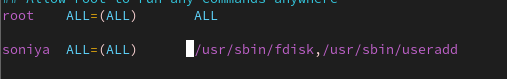 ## Allow root to run any commands anywhere
root ALL=(ALL) ALL
soniya ALL=(ALL) /usr/sbin/fdisk,/usr/sbin/useradd